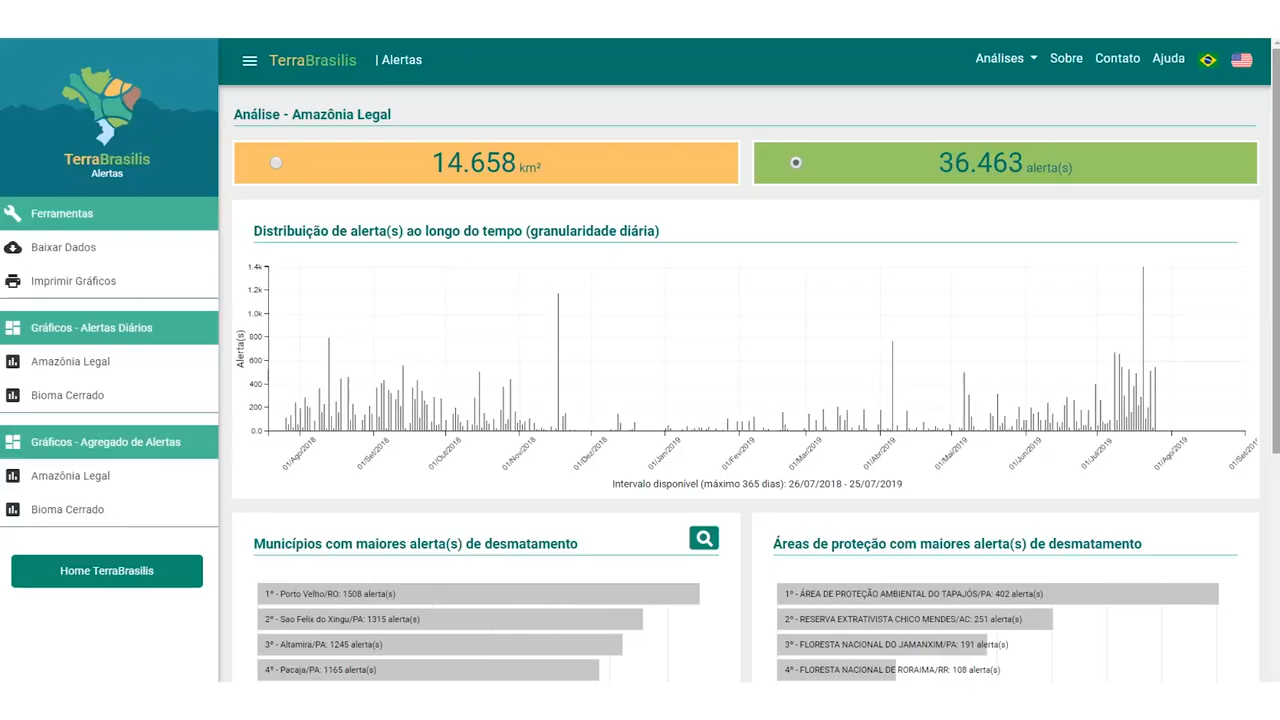 TerraBrasilis
Alertas
Ferramentas
Baixar Dados
Imprimir Gráficos
Gráficos - Alertas Diários
Amazônia Legal
Bioma Cerrado
Gráficos - Agregado de Alertas
Amazônia Legal
Bioma Cerrado
Home TerraBrasilis
TerraBrasilis | Alertas
Análises Sobre Contato Ajuda
Análise - Amazônia Legal
14.658 km²
36.463 alerta(s)
Distribuição de alerta(s) ao longo do tempo (granularidade diária)
Alerta(s)
1.4k
1.2k
1.0k
800
600
400
200
0.0
01/Ago/2018 01/Set/2018 01/Out/2018 01/Nov/2018 01/Dez/2018 01/Jan/2019 01/Fev/2019 01/Mar/2019 01/Abr/2019 01/Mai/2019 01/Jun/2019 01/Jul/2019 01/Ago/2019 01/Set/2019
Intervalo disponível (máximo 365 dias): 26/07/2018 - 25/07/2019
Municípios com maiores alerta(s) de desmatamento
1º - Porto Velho/RO: 1508 alerta(s)
2º - Sao Felix do Xingu/PA: 1315 alerta(s)
3º - Altamira/PA: 1245 alerta(s)
4º - Pacaja/PA: 1165 alerta(s)
Áreas de proteção com maiores alerta(s) de desmatamento
1º - ÁREA DE PROTEÇÃO AMBIENTAL DO TAPAJÓS/PA: 402 alerta(s)
2º - RESERVA EXTRATIVISTA CHICO MENDES/AC: 251 alerta(s)
3º - FLORESTA NACIONAL DO JAMANXIM/PA: 191 alerta(s)
4º - FLORESTA NACIONAL DE RORAIMA/RR: 108 alerta(s)